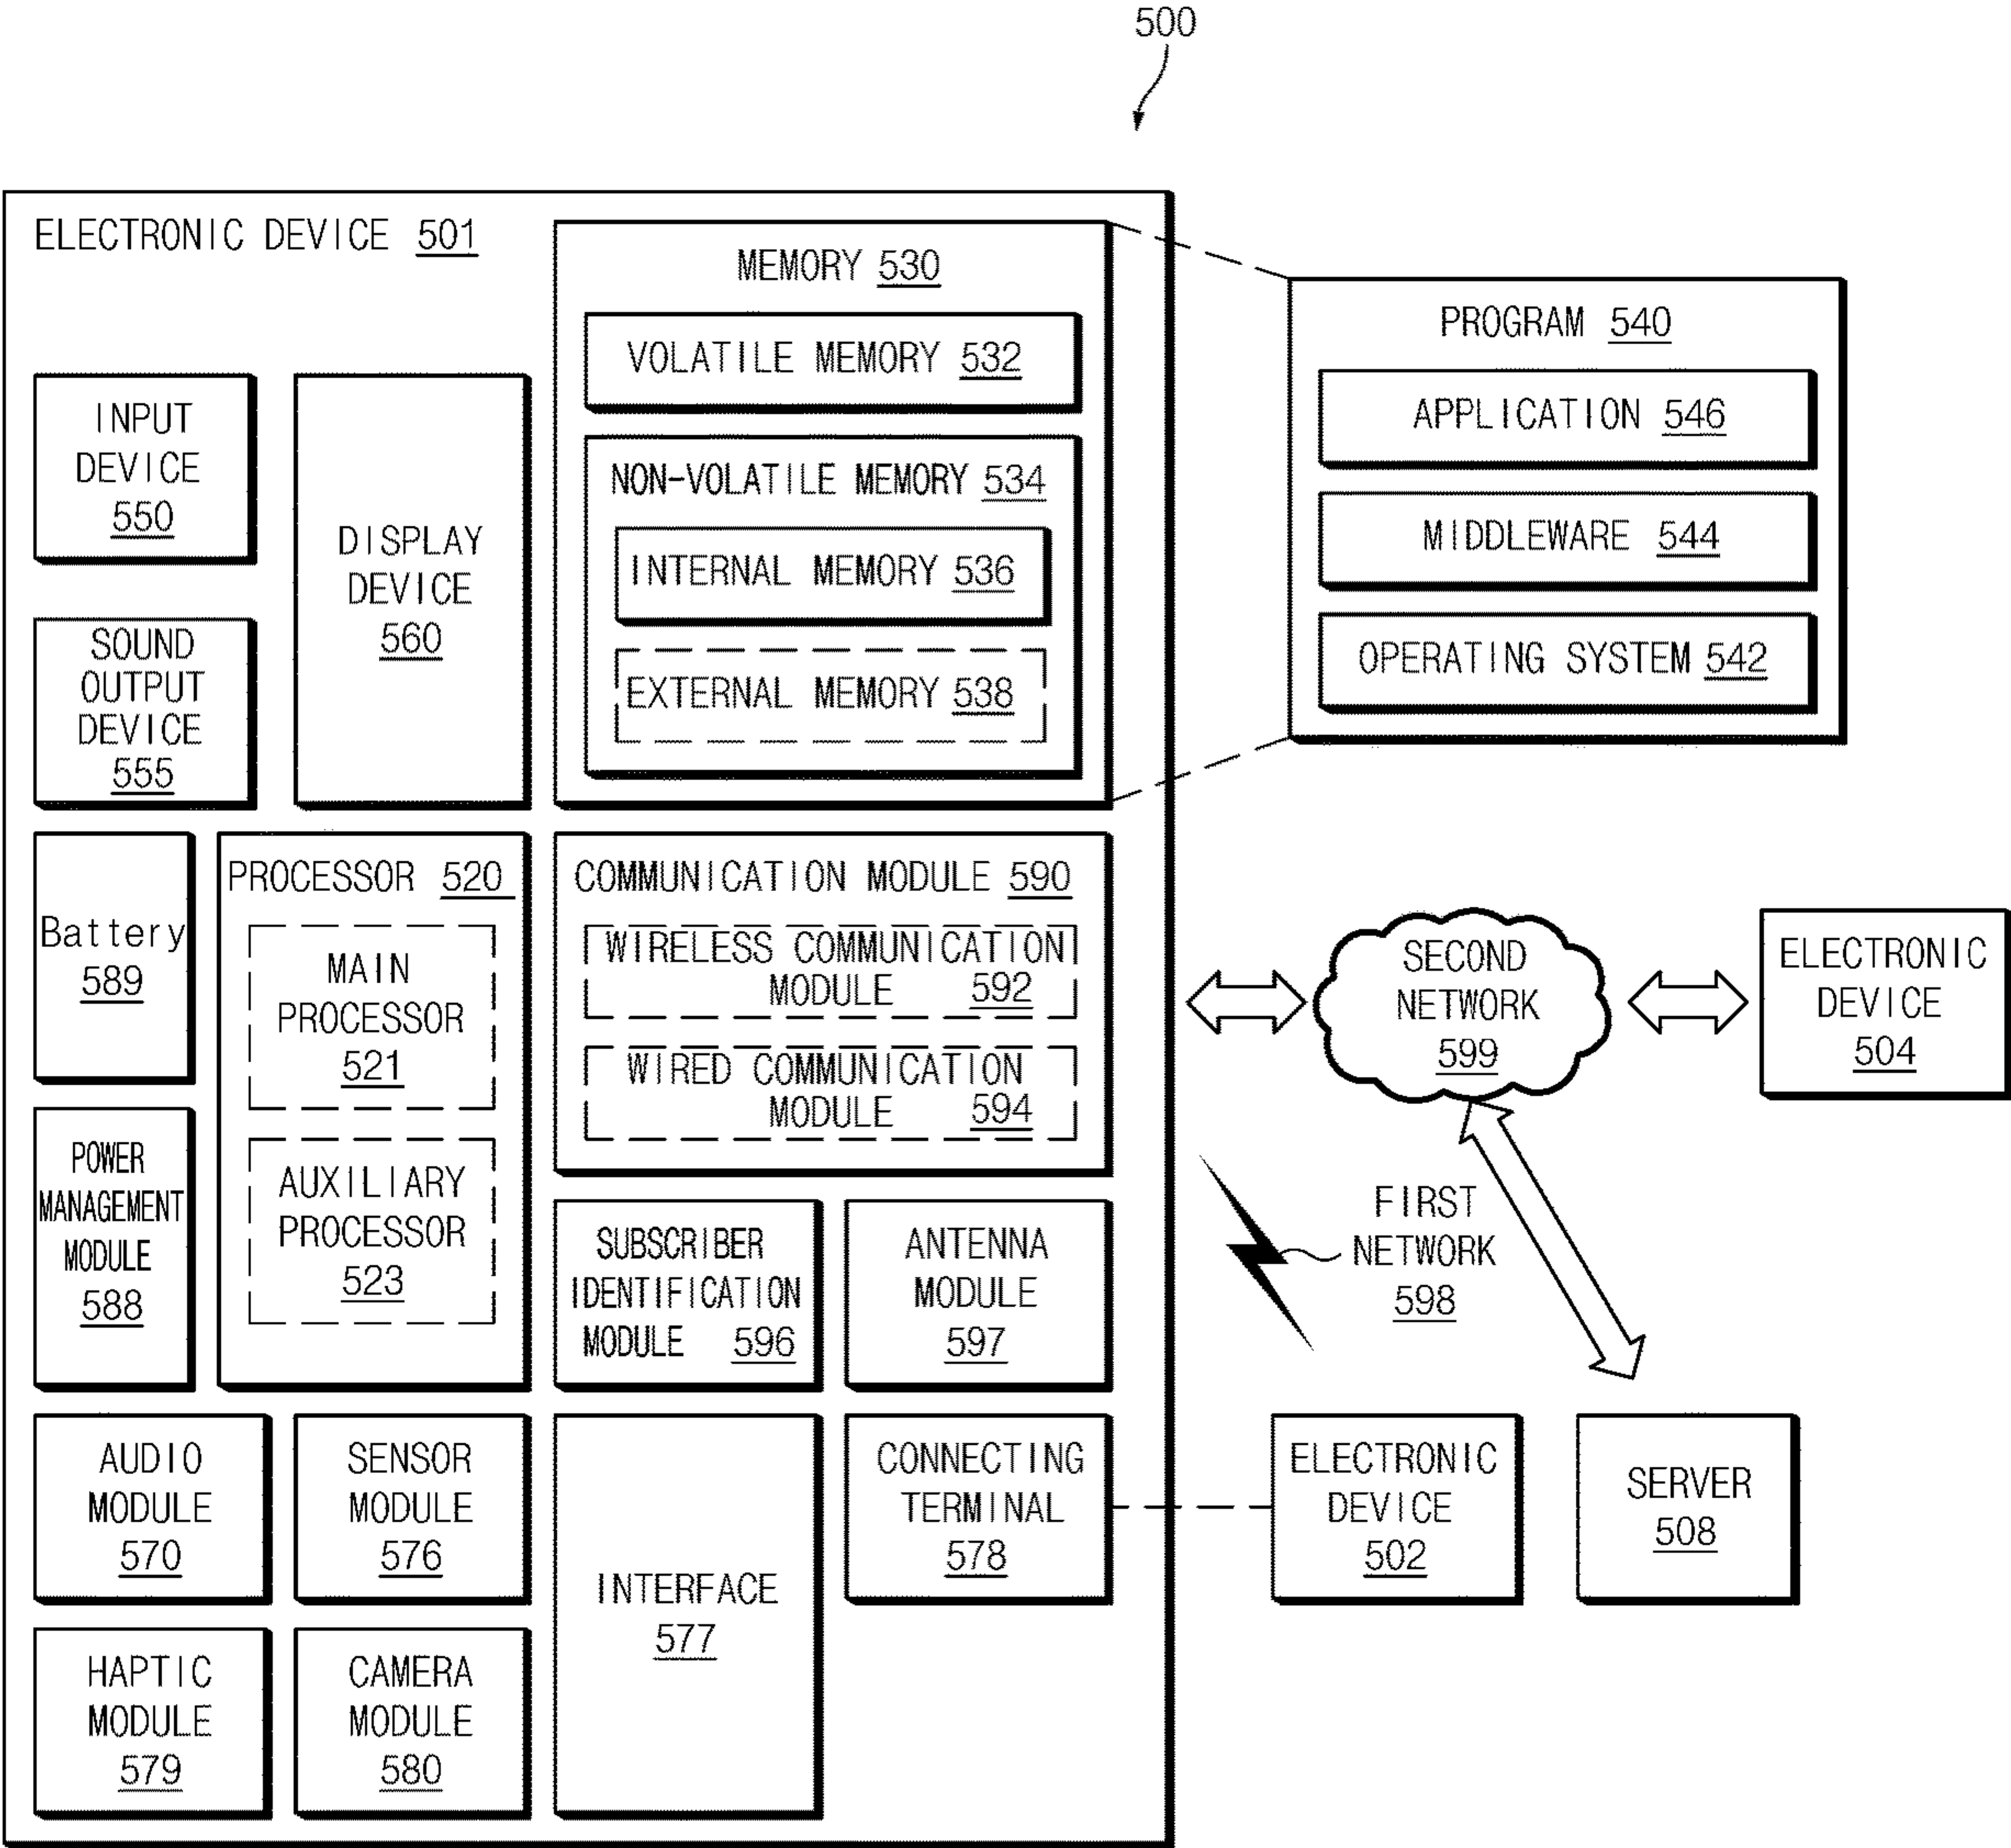 500
ELECTRONIC DEVICE 501
MEMORY 530
VOLATILE MEMORY 532
NON-VOLATILE MEMORY 534
INTERNAL MEMORY 536
EXTERNAL MEMORY 538
PROGRAM 540
APPLICATION 546
MIDDLEWARE 544
OPERATING SYSTEM 542
INPUT
DEVICE
550
SOUND
OUTPUT
DEVICE
555
DISPLAY
DEVICE
560
Battery
589
POWER
MANAGEMENT
MODULE
588
PROCESSOR 520
MAIN
PROCESSOR
521
AUXILIARY
PROCESSOR
523
COMMUNICATION MODULE 590
WIRELESS COMMUNICATION
MODULE 592
WIRED COMMUNICATION
MODULE 594
SUBSCRIBER
IDENTIFICATION
MODULE 596
ANTENNA
MODULE
597
SECOND
NETWORK
599
ELECTRONIC
DEVICE
504
FIRST
NETWORK
598
AUDIO
MODULE
570
SENSOR
MODULE
576
INTERFACE
577
CONNECTING
TERMINAL
578
ELECTRONIC
DEVICE
502
SERVER
508
HAPTIC
MODULE
579
CAMERA
MODULE
580